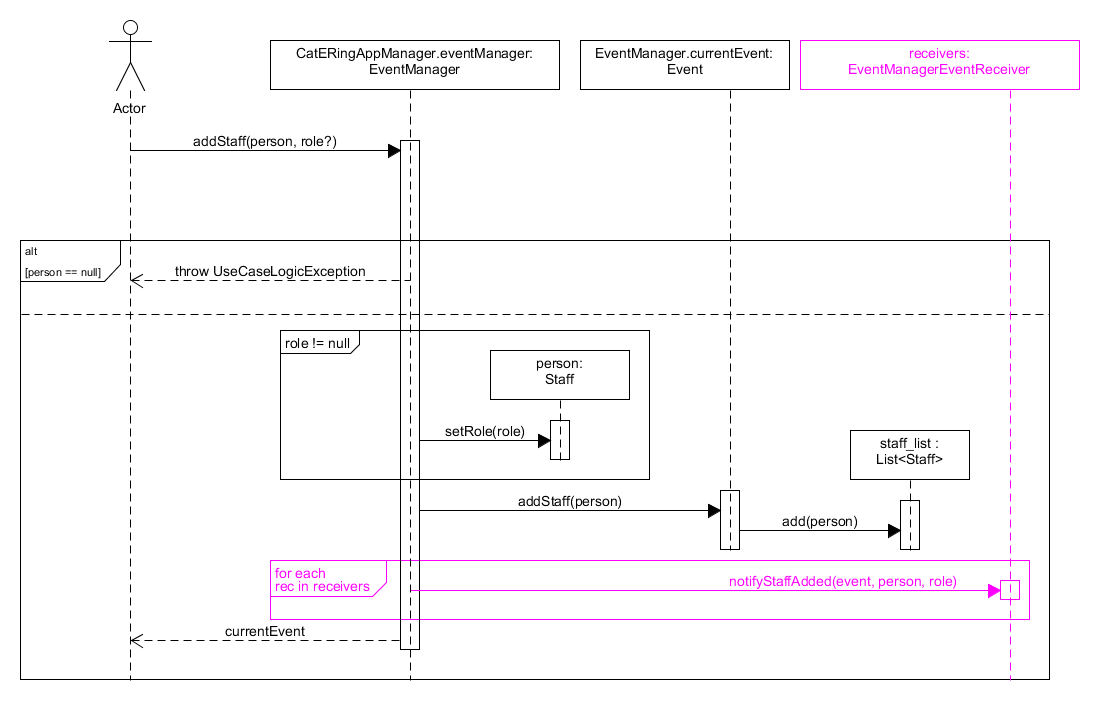 CatERingAppManager.eventManager:
EventManager
EventManager.currentEvent:
Event
receivers:
EventManagerEventReceiver
Actor
addStaff(person, role?)
alt
[person == null]
throw UseCaseLogicException
role != null
person:
Staff
setRole(role)
staff_list :
List<Staff>
addStaff(person)
add(person)
for each
rec in receivers
notifyStaffAdded(event, person, role)
currentEvent